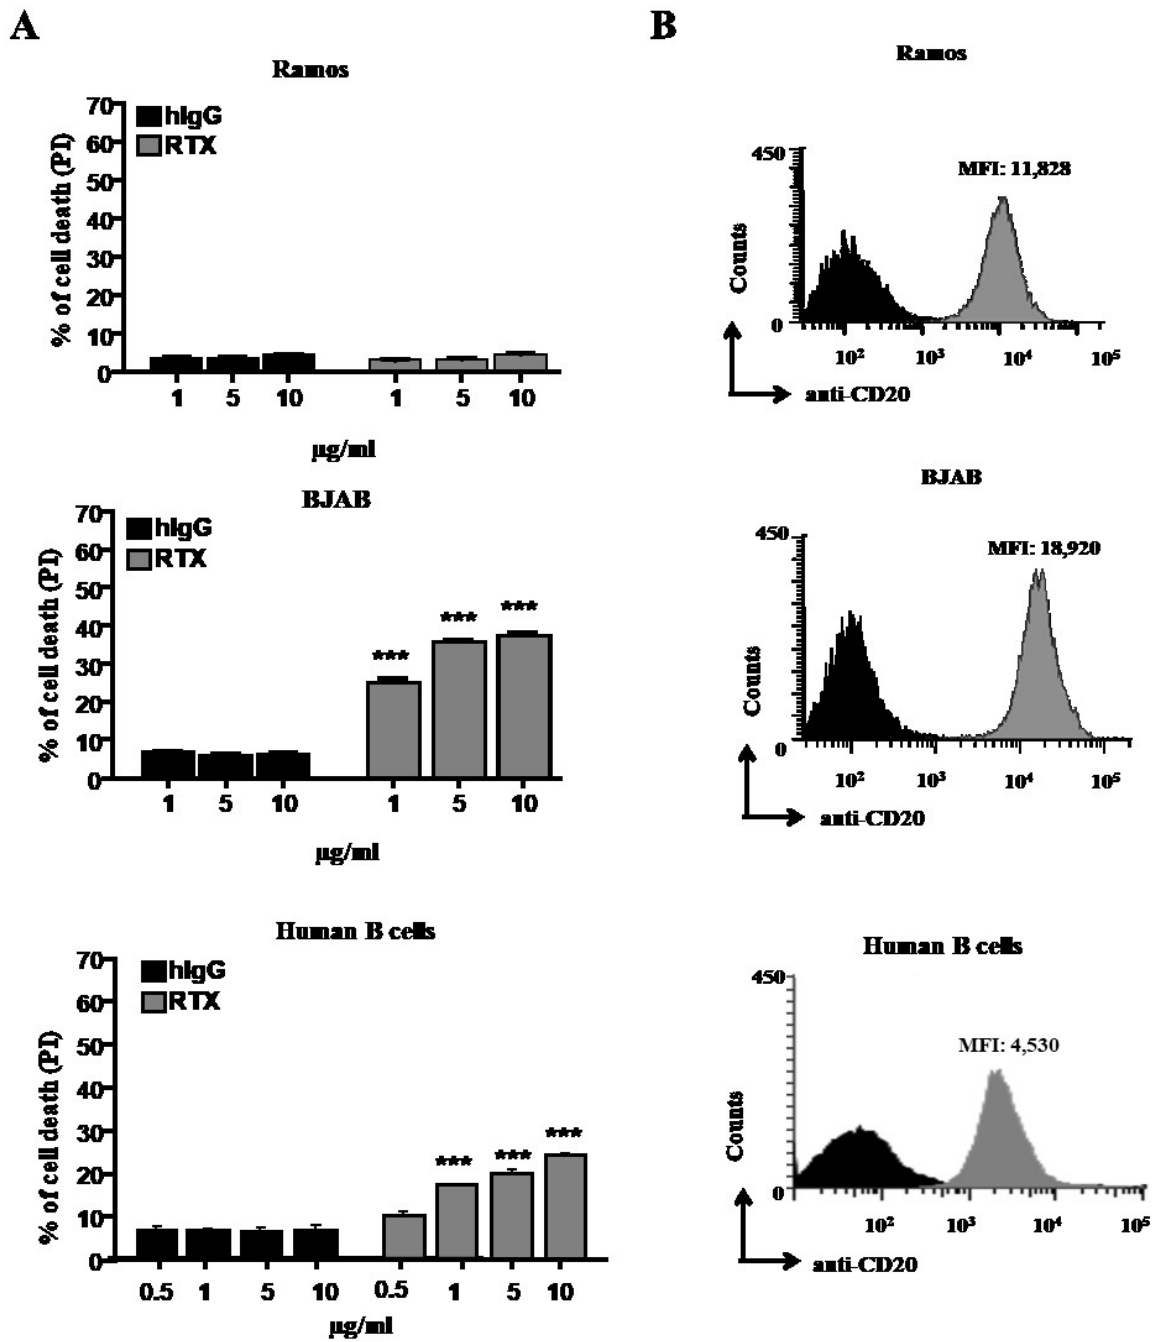 A
Ramos
% of cell death (PI)
70
60
50
40
30
20
10
0
hIgG
RTX
1 5 10 1 5 10
µg/ml
BJAB
% of cell death (PI)
70
60
50
40
30
20
10
0
hIgG
RTX
*** *** ***
1 5 10 1 5 10
µg/ml
Human B cells
% of cell death (PI)
70
60
50
40
30
20
10
0
hIgG
RTX
*** *** ***
0.5 1 5 10 0.5 1 5 10
µg/ml
B
Ramos
450
MFI: 11,828
Counts
0
10² 10³ 10⁴ 10⁵
anti-CD20
BJAB
450
MFI: 18,920
Counts
0
10² 10³ 10⁴ 10⁵
anti-CD20
Human B cells
450
MFI: 4,530
Counts
0
10² 10³ 10⁴ 10⁵
anti-CD20